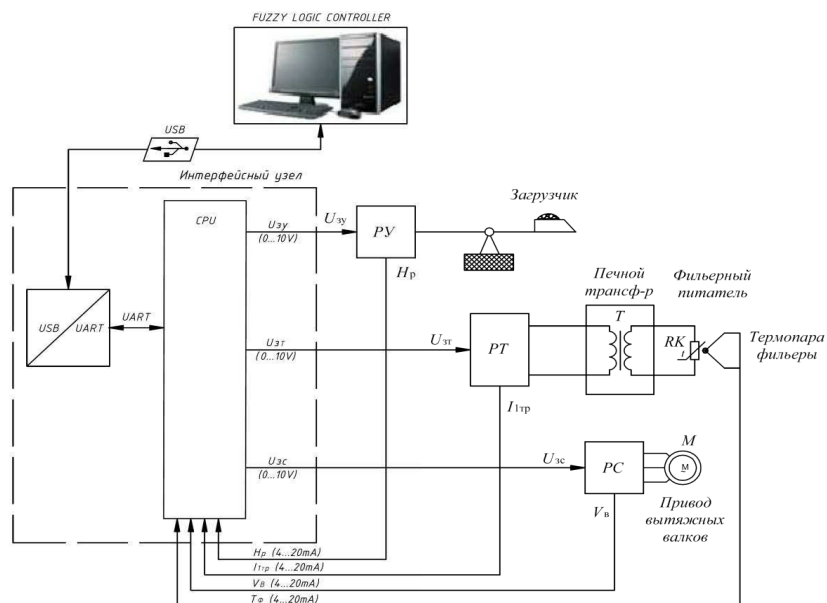 FUZZY LOGIC CONTROLLER
USB
Интерфейсный узел
CPU
Uзу
(0...10V)
Uзу
РУ
Загрузчик
Hр
Печной
трансф-р
Фильерный
питатель
USB
UART
UART
Uзт
(0...10V)
Uзт
РТ
T
RK
t
Термопара
фильеры
I1тр
Uзс
(0...10V)
Uзс
РС
M
М
Vв
Привод
вытяжных
валков
Hр (4...20mA)
I1тр (4...20mA)
Vв (4...20mA)
Tф (4...20mA)